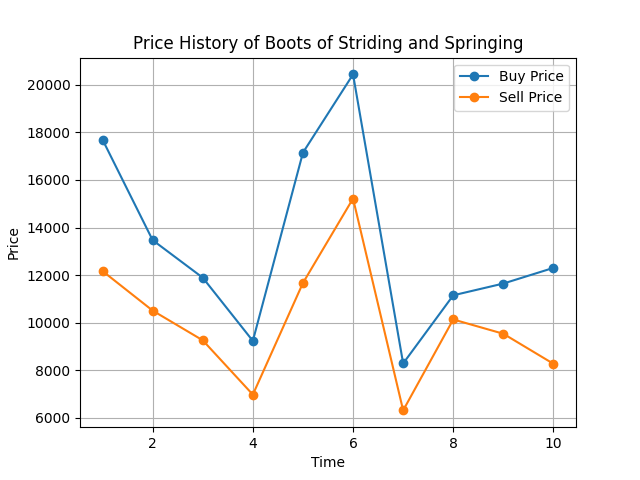 Price History of Boots of Striding and Springing
Buy Price
Sell Price
20000
18000
16000
14000
12000
10000
8000
6000
Price
2
4
6
8
10
Time